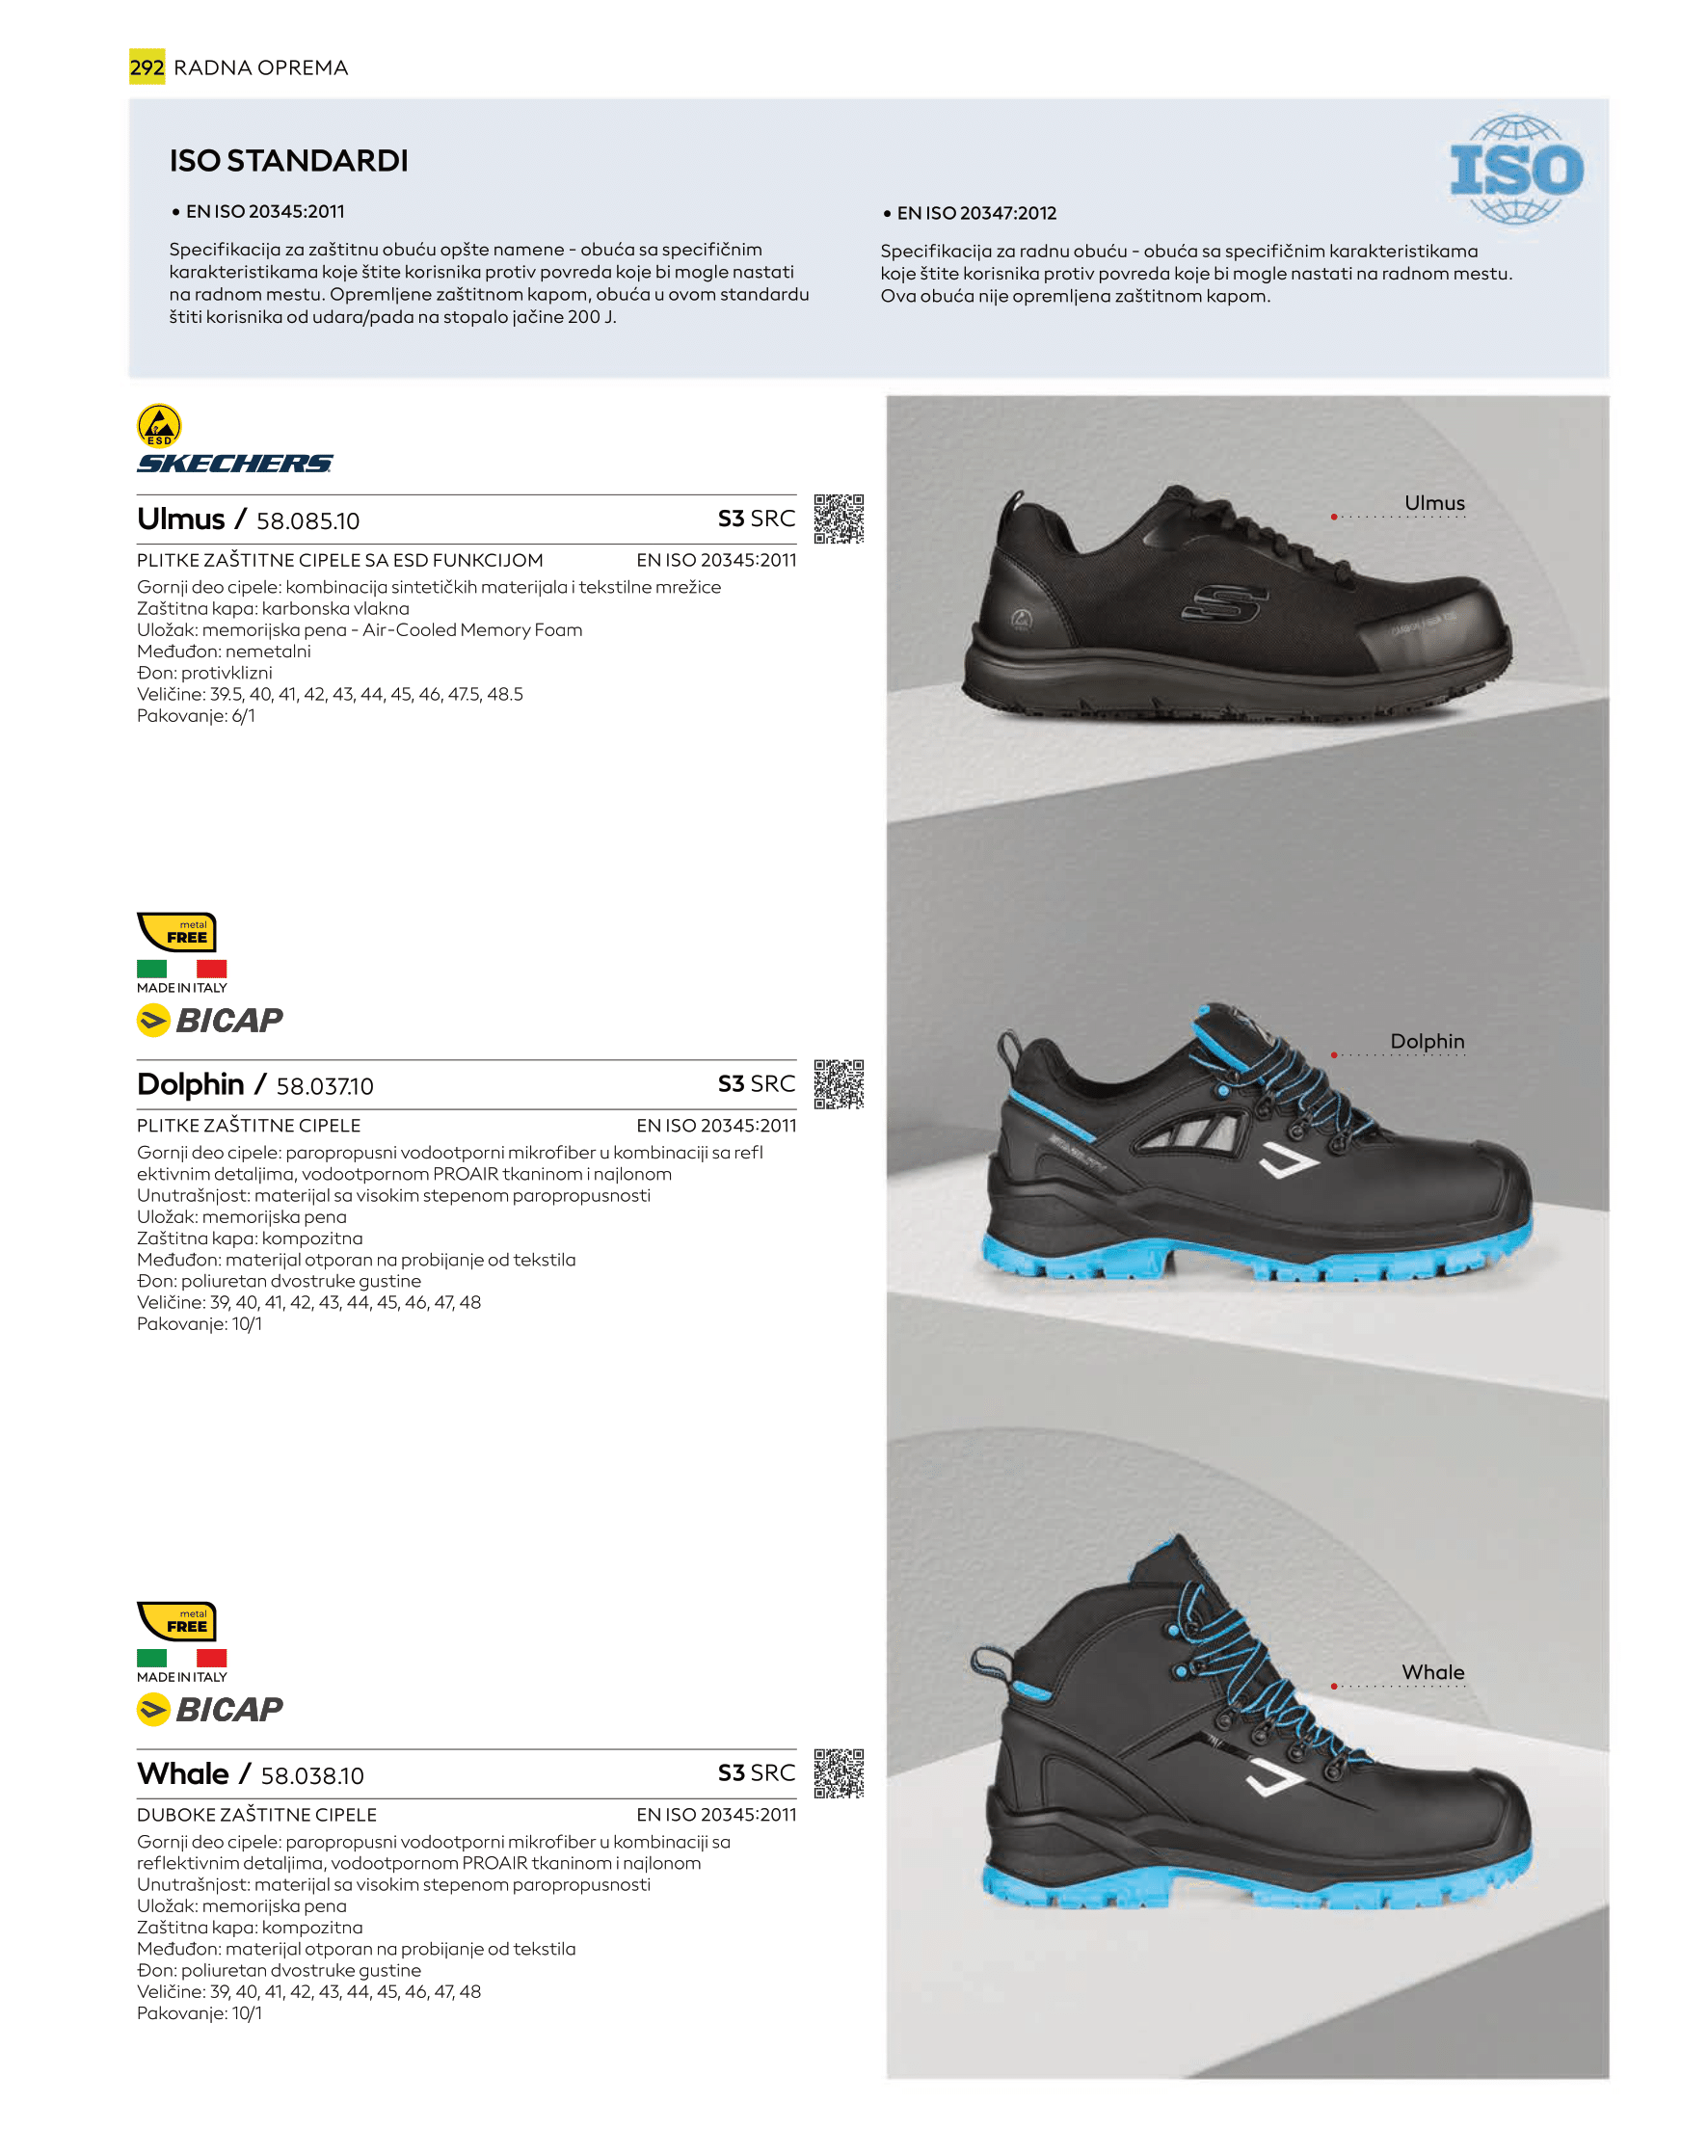 292 RADNA OPREMA
ISO STANDARDI
• EN ISO 20345:2011
Specifikacija za zaštitnu obuću opšte namene - obuća sa specifičnim
karakteristikama koje štite korisnika protiv povreda koje bi mogle nastati
na radnom mestu. Opremljene zaštitnom kapom, obuća u ovom standardu
štiti korisnika od udara/pada na stopalo jačine 200 J.
• EN ISO 20347:2012
Specifikacija za radnu obuću - obuća sa specifičnim karakteristikama
koje štite korisnika protiv povreda koje bi mogle nastati na radnom mestu.
Ova obuća nije opremljena zaštitnom kapom.
ISO
ESD
SKECHERS
Ulmus / 58.085.10 S3 SRC
PLITKE ZAŠTITNE CIPELE SA ESD FUNKCIJOM EN ISO 20345:2011
Gornji deo cipele: kombinacija sintetičkih materijala i tekstilne mrežice
Zaštitna kapa: karbonska vlakna
Uložak: memorijska pena - Air-Cooled Memory Foam
Međuđon: nemetalni
Đon: protivklizni
Veličine: 39.5, 40, 41, 42, 43, 44, 45, 46, 47.5, 48.5
Pakovanje: 6/1
Ulmus
metal
FREE
MADE IN ITALY
BICAP
Dolphin / 58.037.10 S3 SRC
PLITKE ZAŠTITNE CIPELE EN ISO 20345:2011
Gornji deo cipele: paropropusni vodootporni mikrofiber u kombinaciji sa refl
ektivnim detaljima, vodootpornom PROAIR tkaninom i najlonom
Unutrašnjost: materijal sa visokim stepenom paropropusnosti
Uložak: memorijska pena
Zaštitna kapa: kompozitna
Međuđon: materijal otporan na probijanje od tekstila
Đon: poliuretan dvostruke gustine
Veličine: 39, 40, 41, 42, 43, 44, 45, 46, 47, 48
Pakovanje: 10/1
Dolphin
metal
FREE
MADE IN ITALY
BICAP
Whale / 58.038.10 S3 SRC
DUBOKE ZAŠTITNE CIPELE EN ISO 20345:2011
Gornji deo cipele: paropropusni vodootporni mikrofiber u kombinaciji sa
reflektivnim detaljima, vodootpornom PROAIR tkaninom i najlonom
Unutrašnjost: materijal sa visokim stepenom paropropusnosti
Uložak: memorijska pena
Zaštitna kapa: kompozitna
Međuđon: materijal otporan na probijanje od tekstila
Đon: poliuretan dvostruke gustine
Veličine: 39, 40, 41, 42, 43, 44, 45, 46, 47, 48
Pakovanje: 10/1
Whale